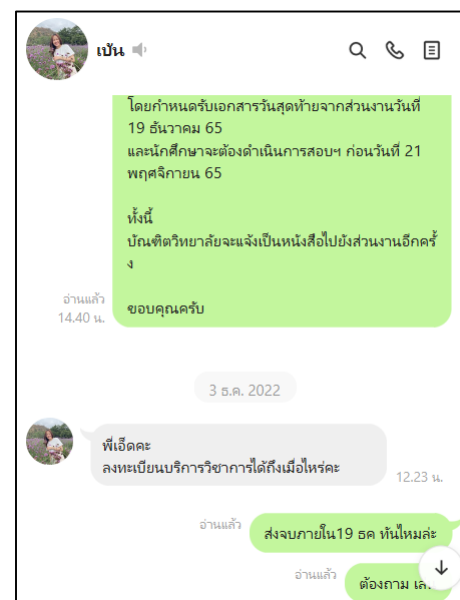 เป้น
โดยกำหนดรับเอกสารวันสุดท้ายจากส่วนงานวันที่
19 ธันวาคม 65
และนักศึกษาจะต้องดำเนินการสอบฯ ก่อนวันที่ 21
พฤศจิกายน 65
ทั้งนี้
บัณฑิตวิทยาลัยจะแจ้งเป็นหนังสือไปยังส่วนงานอีกครั้
ง
ขอบคุณครับ
อ่านแล้ว
14.40 น.
3 ธ.ค. 2022
พี่เอ็ดคะ
ลงทะเบียนบริการวิชาการได้ถึงเมื่อไหร่คะ
12.23 น.
อ่านแล้ว
ส่งจบภายใน19 ธค ทันไหมล่ะ
อ่านแล้ว
ต้องถาม